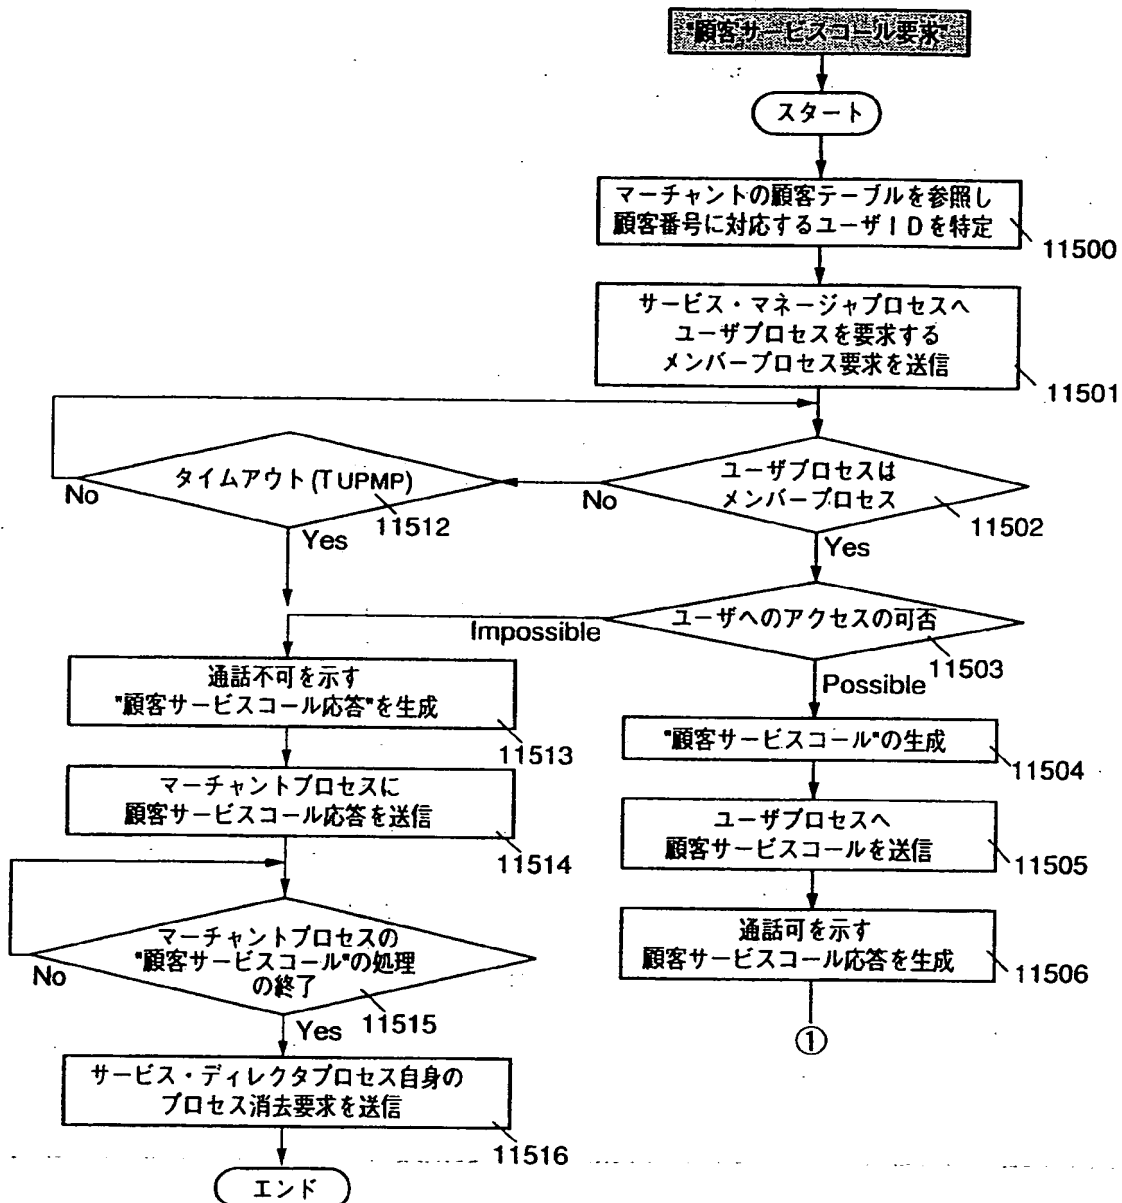 "顧客サービスコール要求"
スタート
マーチャントの顧客テーブルを参照し
顧客番号に対応するユーザIDを特定
11500
サービス・マネージャプロセスへ
ユーザプロセスを要求する
メンバープロセス要求を送信
11501
ユーザプロセスは
メンバープロセス
11502
No
Yes
タイムアウト(TUPMP)
11512
No
Yes
ユーザへのアクセスの可否
11503
Impossible
Possible
通話不可を示す
"顧客サービスコール応答"を生成
11513
"顧客サービスコール"の生成
11504
マーチャントプロセスに
顧客サービスコール応答を送信
11514
ユーザプロセスへ
顧客サービスコールを送信
11505
マーチャントプロセスの
"顧客サービスコール"の処理
の終了
11515
No
Yes
通話可を示す
顧客サービスコール応答を生成
11506
①
サービス・ディレクタプロセス自身の
プロセス消去要求を送信
11516
エンド